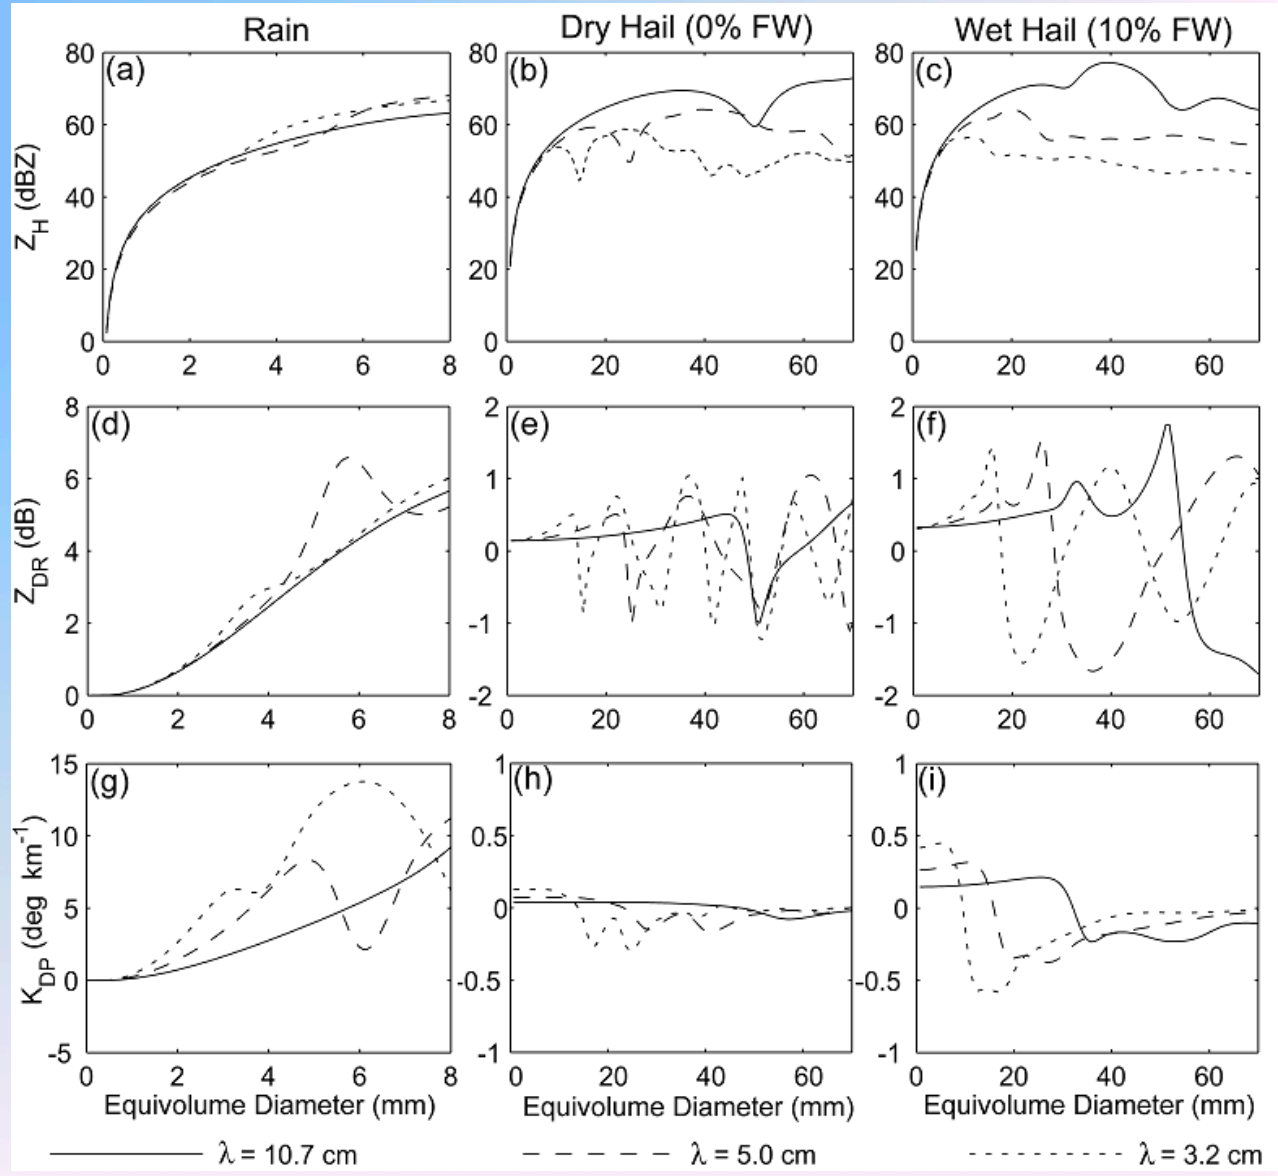 Rain Dry Hail (0% FW) Wet Hail (10% FW)
(a) (b) (c)
Z_H (dBZ)
80 60 40 20 0
0 2 4 6 8
80 60 40 20 0
0 20 40 60
80 60 40 20 0
0 20 40 60
(d) (e) (f)
Z_DR (dB)
8 6 4 2 0
0 2 4 6 8
2 1 0 -1 -2
0 20 40 60
2 1 0 -1 -2
0 20 40 60
(g) (h) (i)
K_DP (deg km^-1)
15 10 5 0 -5
0 2 4 6 8
1 0.5 0 -0.5 -1
0 20 40 60
1 0.5 0 -0.5 -1
0 20 40 60
Equivolume Diameter (mm) Equivolume Diameter (mm) Equivolume Diameter (mm)
λ = 10.7 cm λ = 5.0 cm λ = 3.2 cm